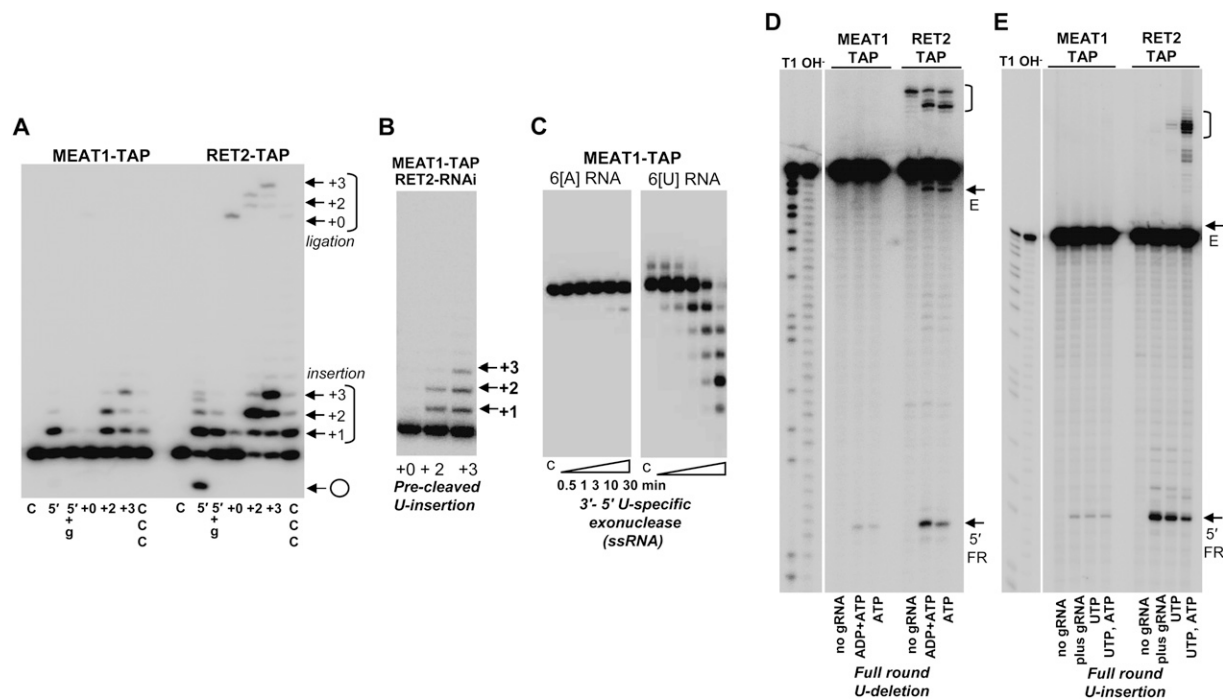 A
MEAT1-TAP
RET2-TAP
+3
+2
+0
ligation
insertion
+3
+2
+1
C
5′
5′
+
g
+0
+2
+3
C
C
C
C
5′
5′
+
g
+0
+2
+3
C
C
C
B
MEAT1-TAP
RET2-RNAi
+3
+2
+1
+0
+ 2
+3
Pre-cleaved
U-insertion
C
MEAT1-TAP
6[A] RNA
6[U] RNA
C
C
0.5 1 3 10 30 min
3′- 5′ U-specific
exonuclease
(ssRNA)
D
MEAT1
TAP
RET2
TAP
T1 OH-
E
5′
FR
no gRNA
ADP+ATP
ATP
no gRNA
ADP+ATP
ATP
Full round
U-deletion
E
MEAT1
TAP
RET2
TAP
T1 OH-
E
5′
FR
no gRNA
plus gRNA
UTP
UTP, ATP
no gRNA
plus gRNA
UTP
UTP, ATP
Full round
U-insertion